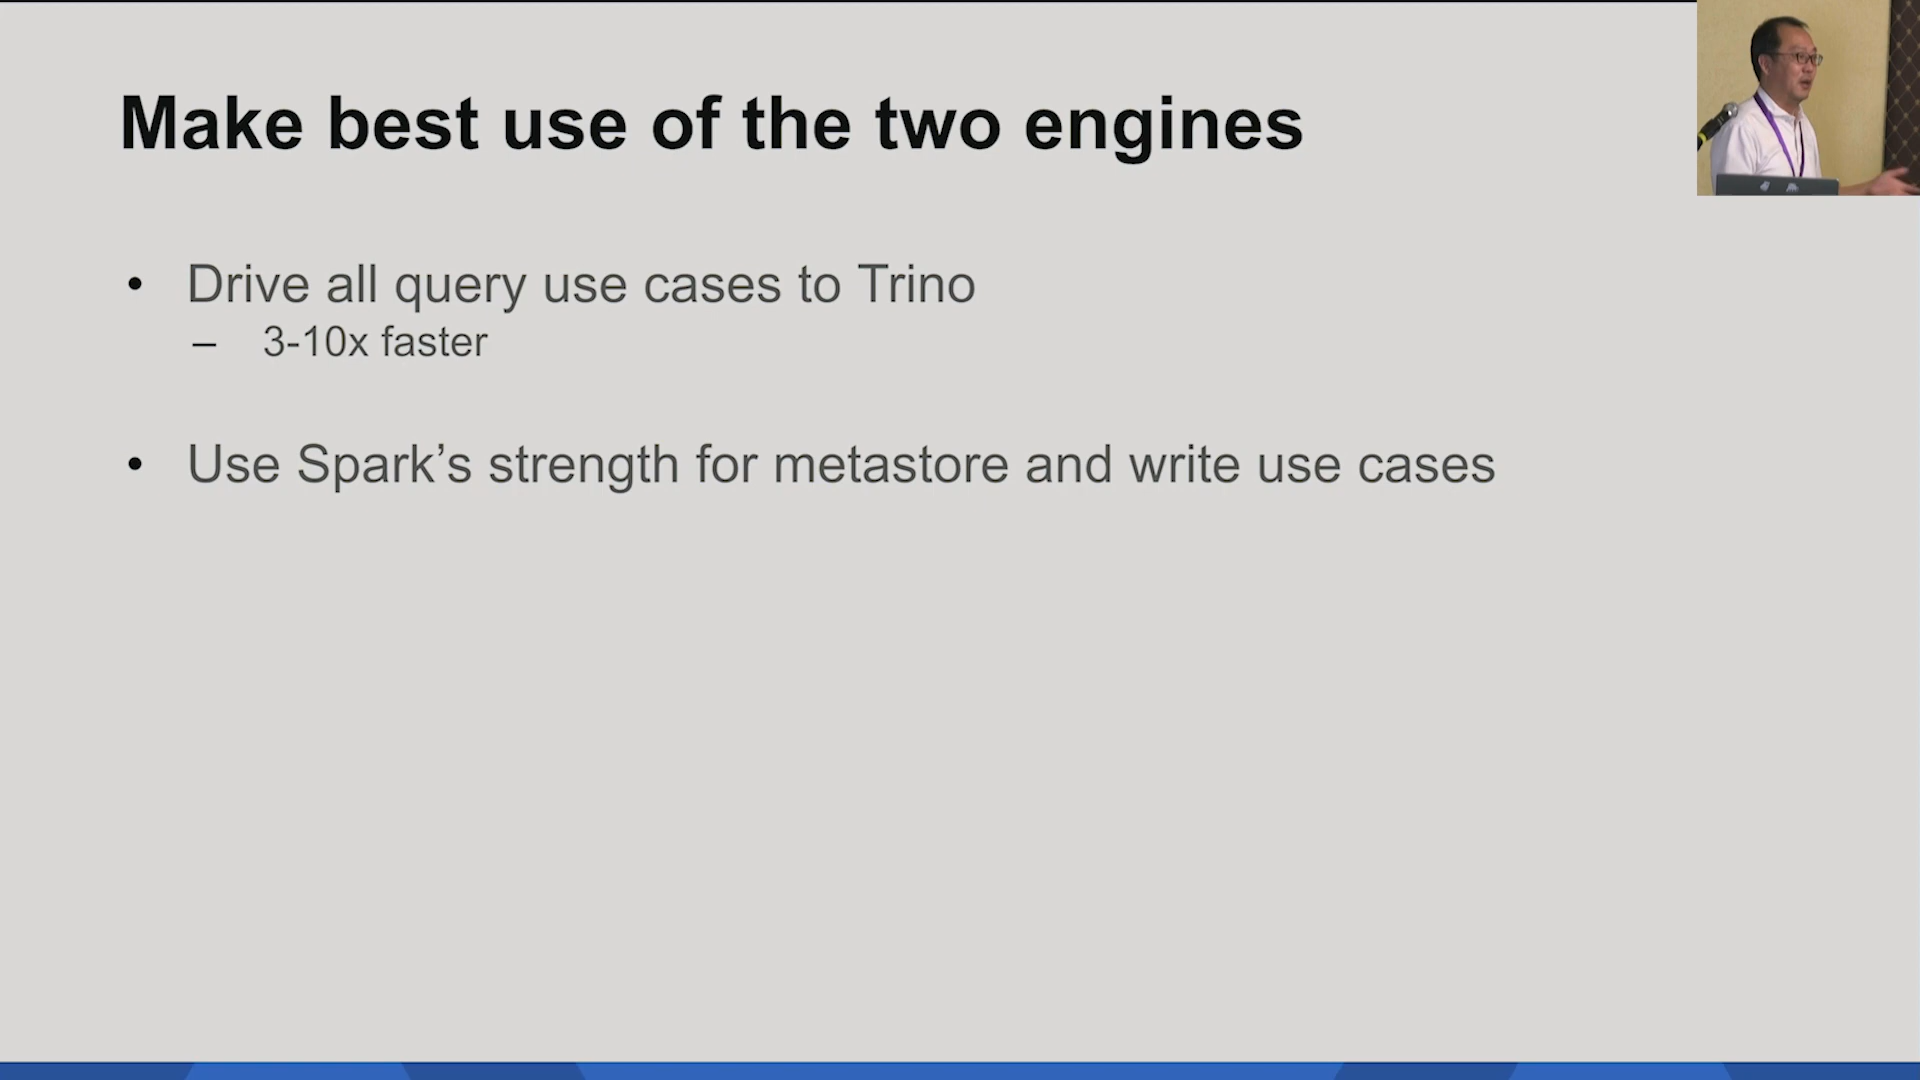 Make best use of the two engines
• Drive all query use cases to Trino
– 3-10x faster
• Use Spark’s strength for metastore and write use cases